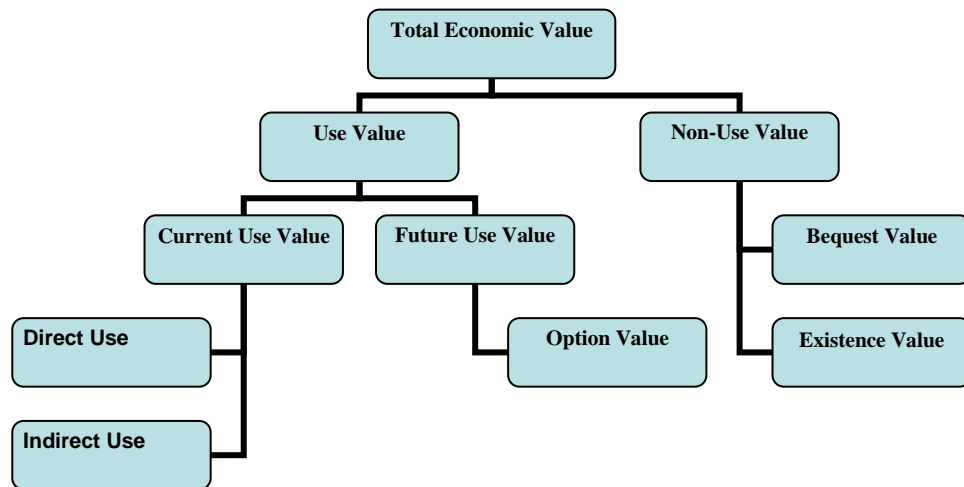 Total Economic Value
Use Value
Non-Use Value
Current Use Value
Future Use Value
Bequest Value
Direct Use
Option Value
Existence Value
Indirect Use